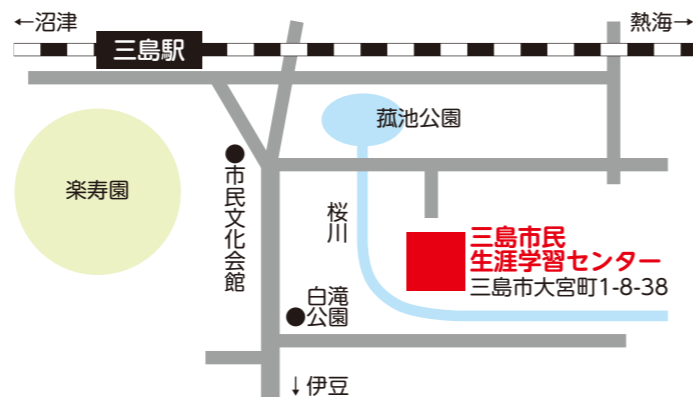 ←沼津
熱海→
三島駅
菰池公園
楽寿園
●市民文化会館
桜川
三島市民
生涯学習センター
三島市大宮町1-8-38
白滝
●公園
↓伊豆